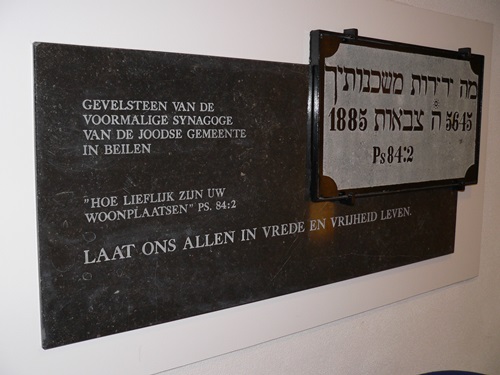 GEVELSTEEN VAN DE
VOORMALIGE SYNAGOGE
VAN DE JOODSE GEMEENTE
IN BEILEN
"HOE LIEFLIJK ZIJN UW
WOONPLAATSEN" PS. 84:2
LAAT ONS ALLEN IN VREDE EN VRIJHEID LEVEN.
מה ידידות משכנותיך
1885 ה' צבאות 5645
Ps 84:2